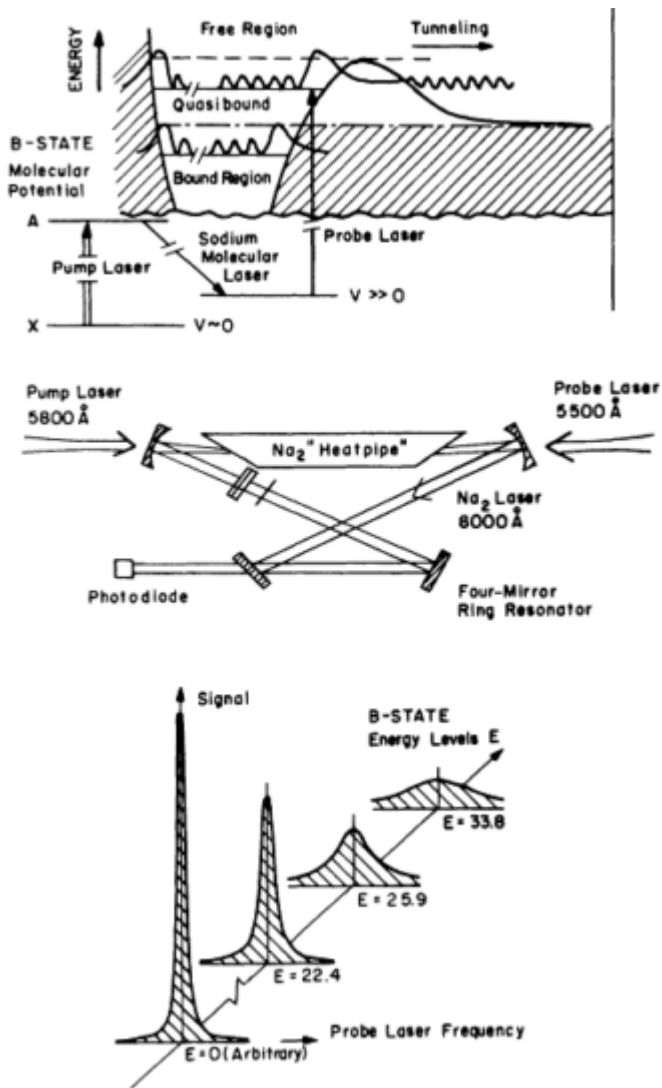 ENERGY
Free Region
Tunneling
Quasibound
B-STATE
Molecular
Potential
Bound Region
A
Sodium
Molecular
Laser
Probe Laser
Pump Laser
V >> 0
X
V~0
Pump Laser
5800 Å
Probe Laser
5500 Å
Na₂ "Heatpipe"
Na₂ Laser
8000 Å
Photodiode
Four-Mirror
Ring Resonator
Signal
B-STATE
Energy Levels E
E = 33.8
E = 25.9
E = 22.4
E = 0 (Arbitrary)
Probe Laser Frequency